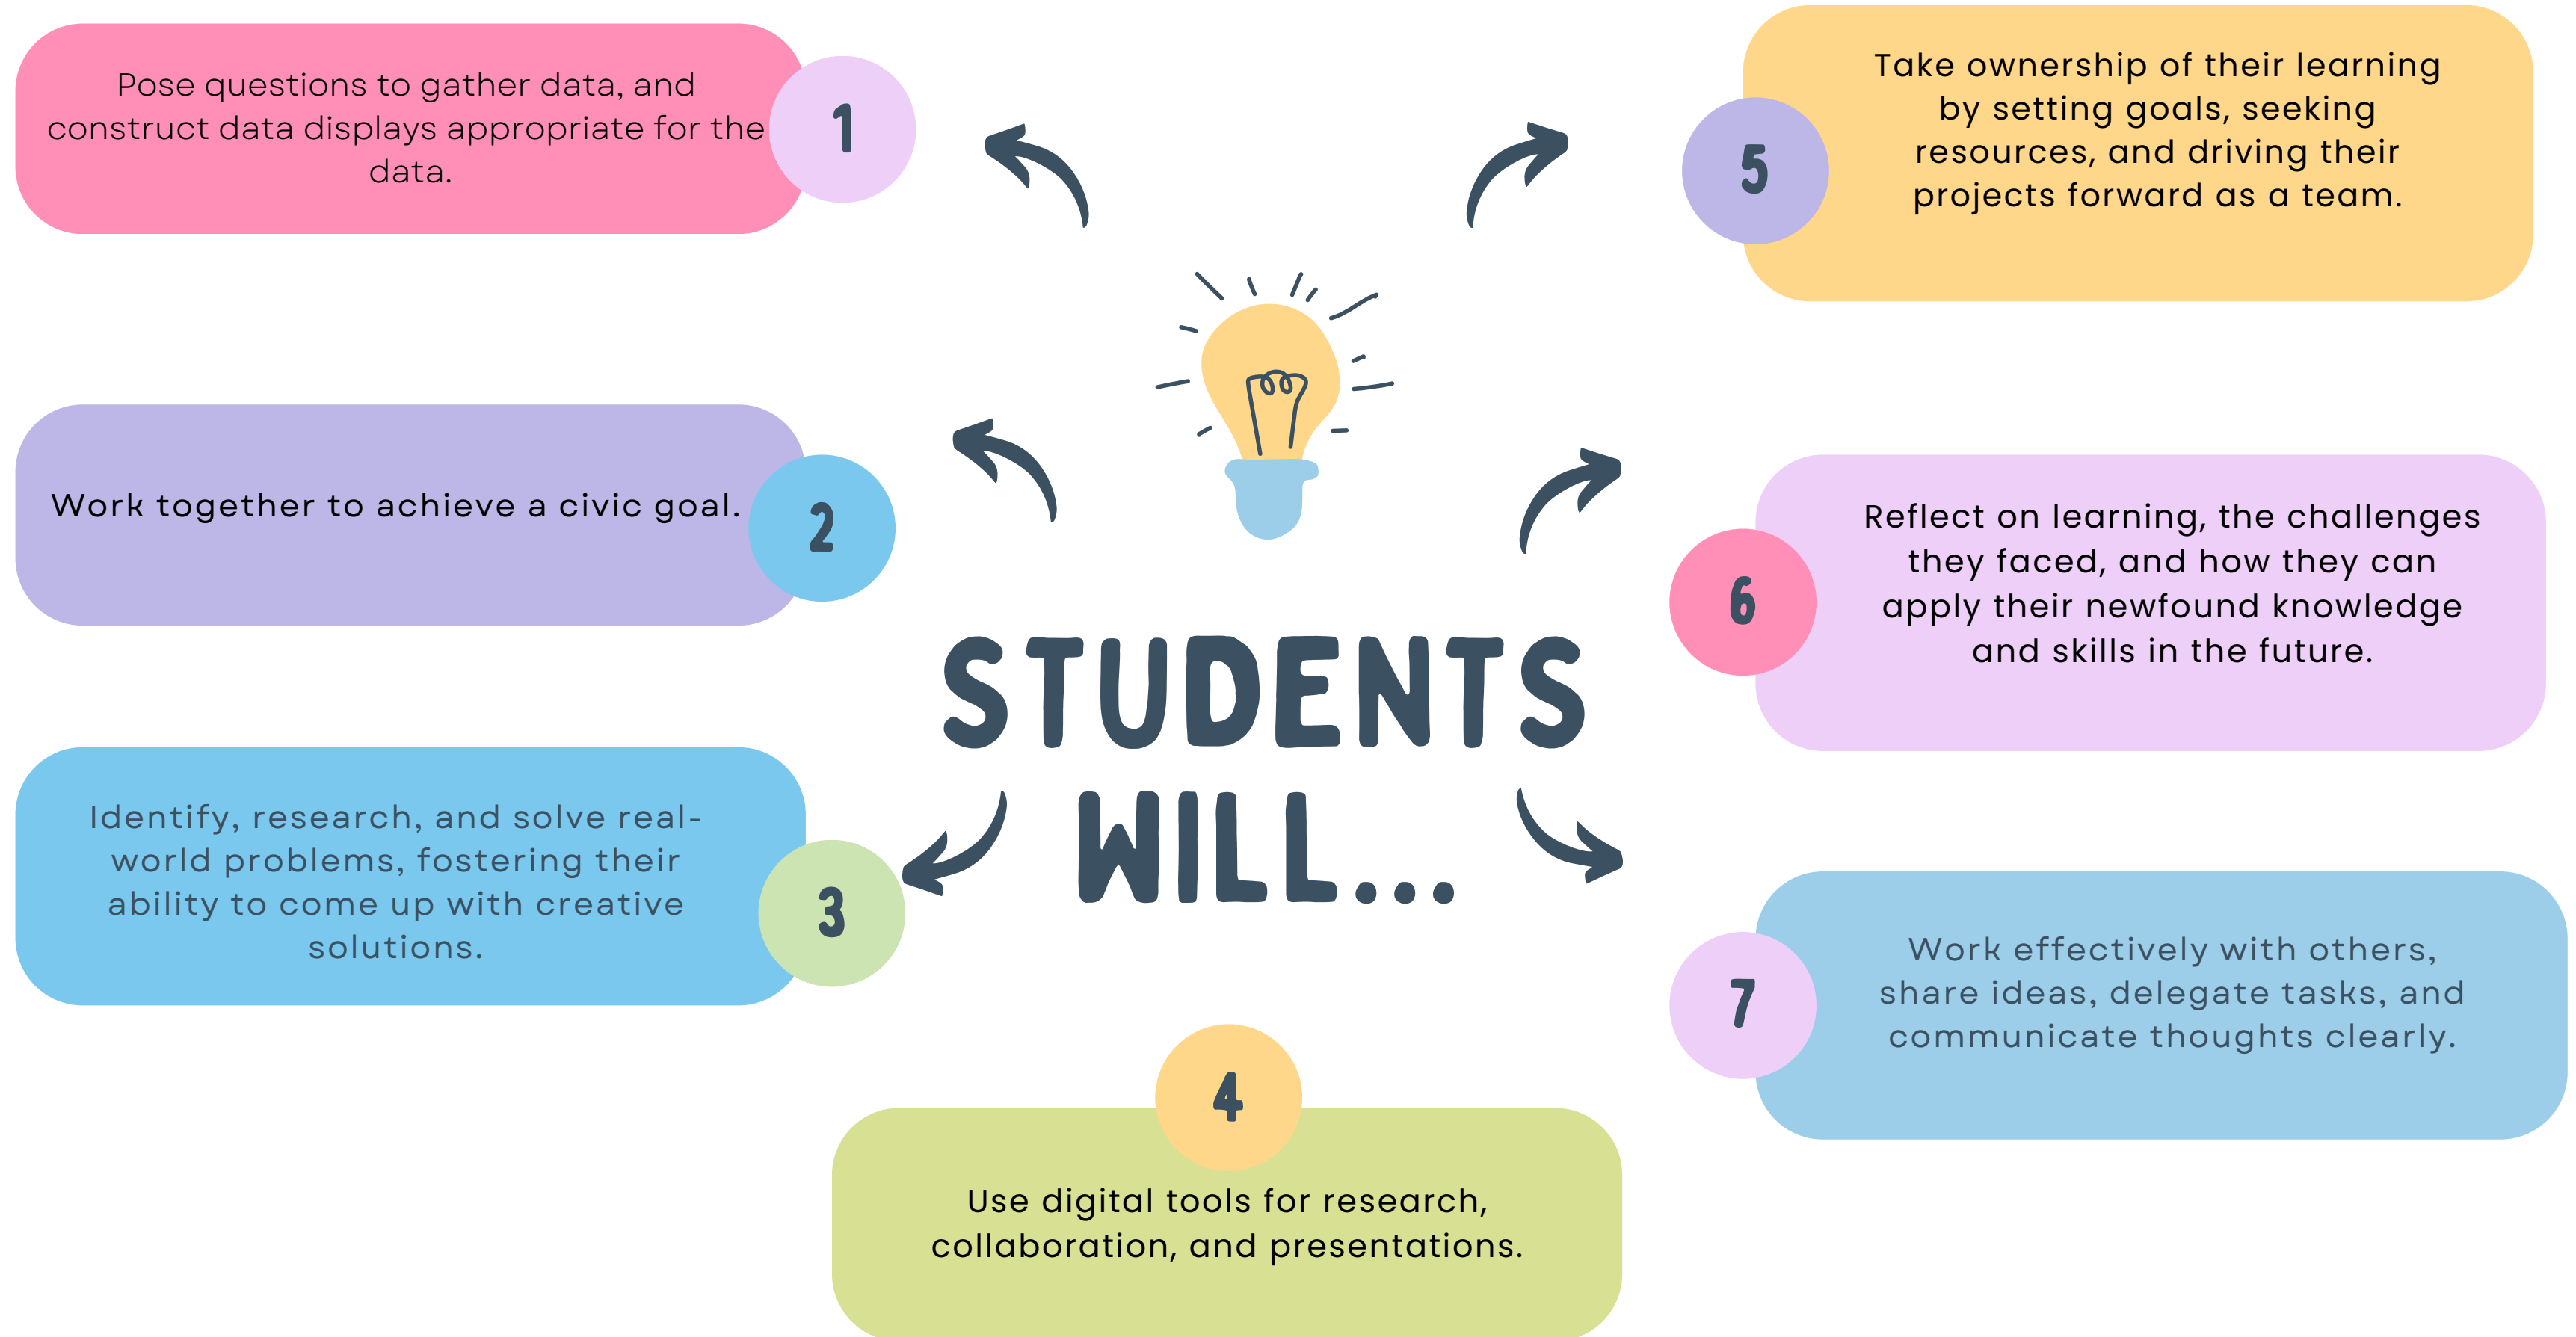 Pose questions to gather data, and
construct data displays appropriate for the
data.
1
Work together to achieve a civic goal.
2
Identify, research, and solve real-
world problems, fostering their
ability to come up with creative
solutions.
3
STUDENTS
WILL...
4
Use digital tools for research,
collaboration, and presentations.
5
Take ownership of their learning
by setting goals, seeking
resources, and driving their
projects forward as a team.
6
Reflect on learning, the challenges
they faced, and how they can
apply their newfound knowledge
and skills in the future.
7
Work effectively with others,
share ideas, delegate tasks, and
communicate thoughts clearly.